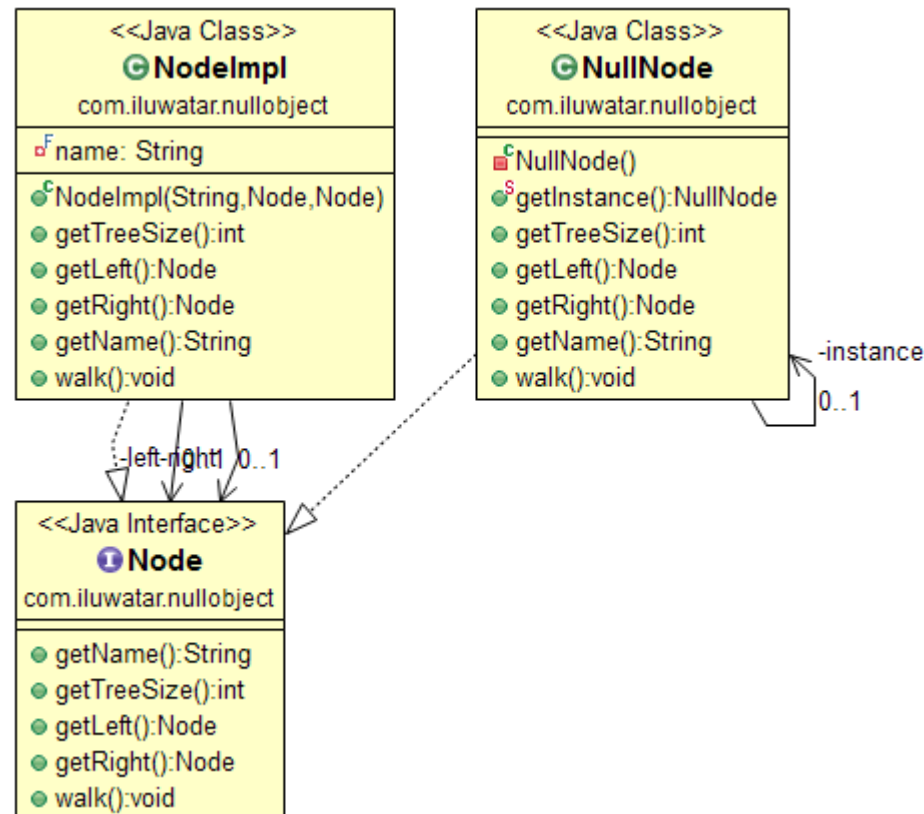 <<Java Class>>
NodeImpl
com.iluwatar.nullobject
name: String
NodeImpl(String,Node,Node)
getTreeSize():int
getLeft():Node
getRight():Node
getName():String
walk():void
<<Java Class>>
NullNode
com.iluwatar.nullobject
NullNode()
getInstance():NullNode
getTreeSize():int
getLeft():Node
getRight():Node
getName():String
walk():void
-instance
0..1
-left
-right
0..1
<<Java Interface>>
Node
com.iluwatar.nullobject
getName():String
getTreeSize():int
getLeft():Node
getRight():Node
walk():void